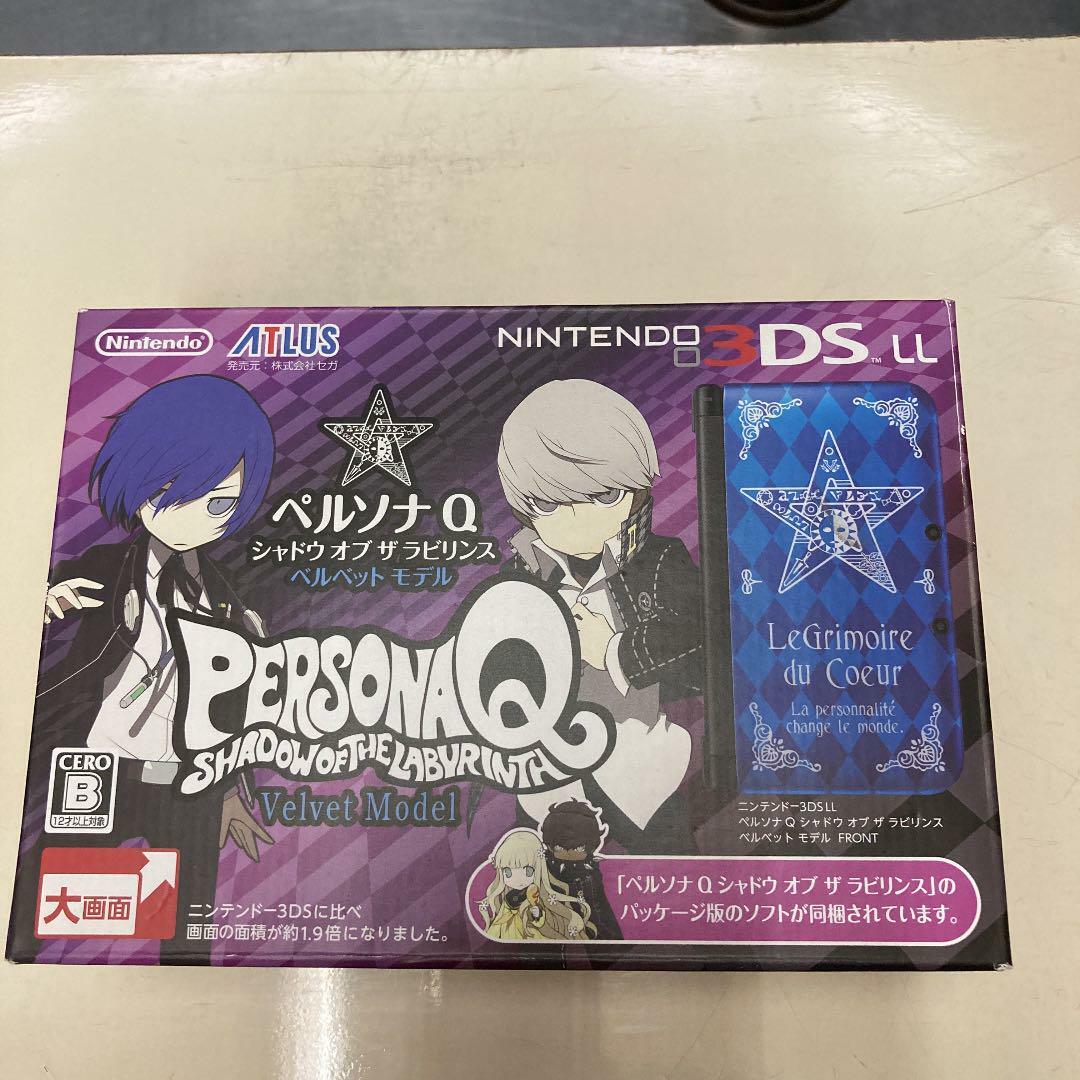 Nintendo
ATLUS
発売元:株式会社セガ
NINTENDO 3DS™ LL
ペルソナ Q
シャドウ オブ ザ ラビリンス
ベルベット モデル
PERSONA Q
SHADOW OF THE LABYRINTH
Velvet Model
LeGrimoire
du Coeur
La personnalité
change le monde.
CERO
B
12才以上対象
ニンテンドー3DS LL
ペルソナ Q シャドウ オブ ザ ラビリンス
ベルベット モデル FRONT
大画面
ニンテンドー3DSに比べ
画面の面積が約1.9倍になりました。
「ペルソナ Q シャドウ オブ ザ ラビリンス」の
パッケージ版のソフトが同梱されています。